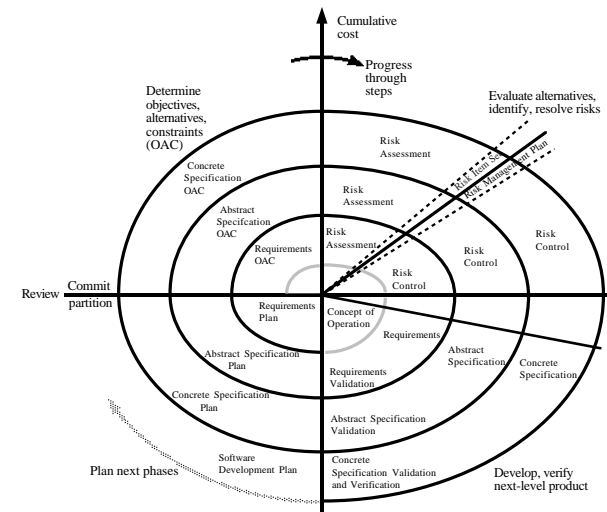 Cumulative
cost
Progress
through
steps
Determine
objectives,
alternatives,
constraints
(OAC)
Evaluate alternatives,
identify, resolve risks
Risk
Assessment
Concrete
Specification
OAC
Risk Item Set
Risk Management Plan
Risk
Assessment
Abstract
Specifcation
OAC
Risk
Assessment
Risk
Control
Requirements
OAC
Risk
Control
Risk
Control
Review
Commit
partition
Requirements
Plan
Concept of
Operation
Requirements
Abstract Specification
Plan
Abstract
Specification
Concrete
Specification
Requirements
Validation
Concrete Specification
Plan
Abstract Specification
Validation
Software
Development Plan
Concrete
Specification Validation
and Verification
Plan next phases
Develop, verify
next-level product